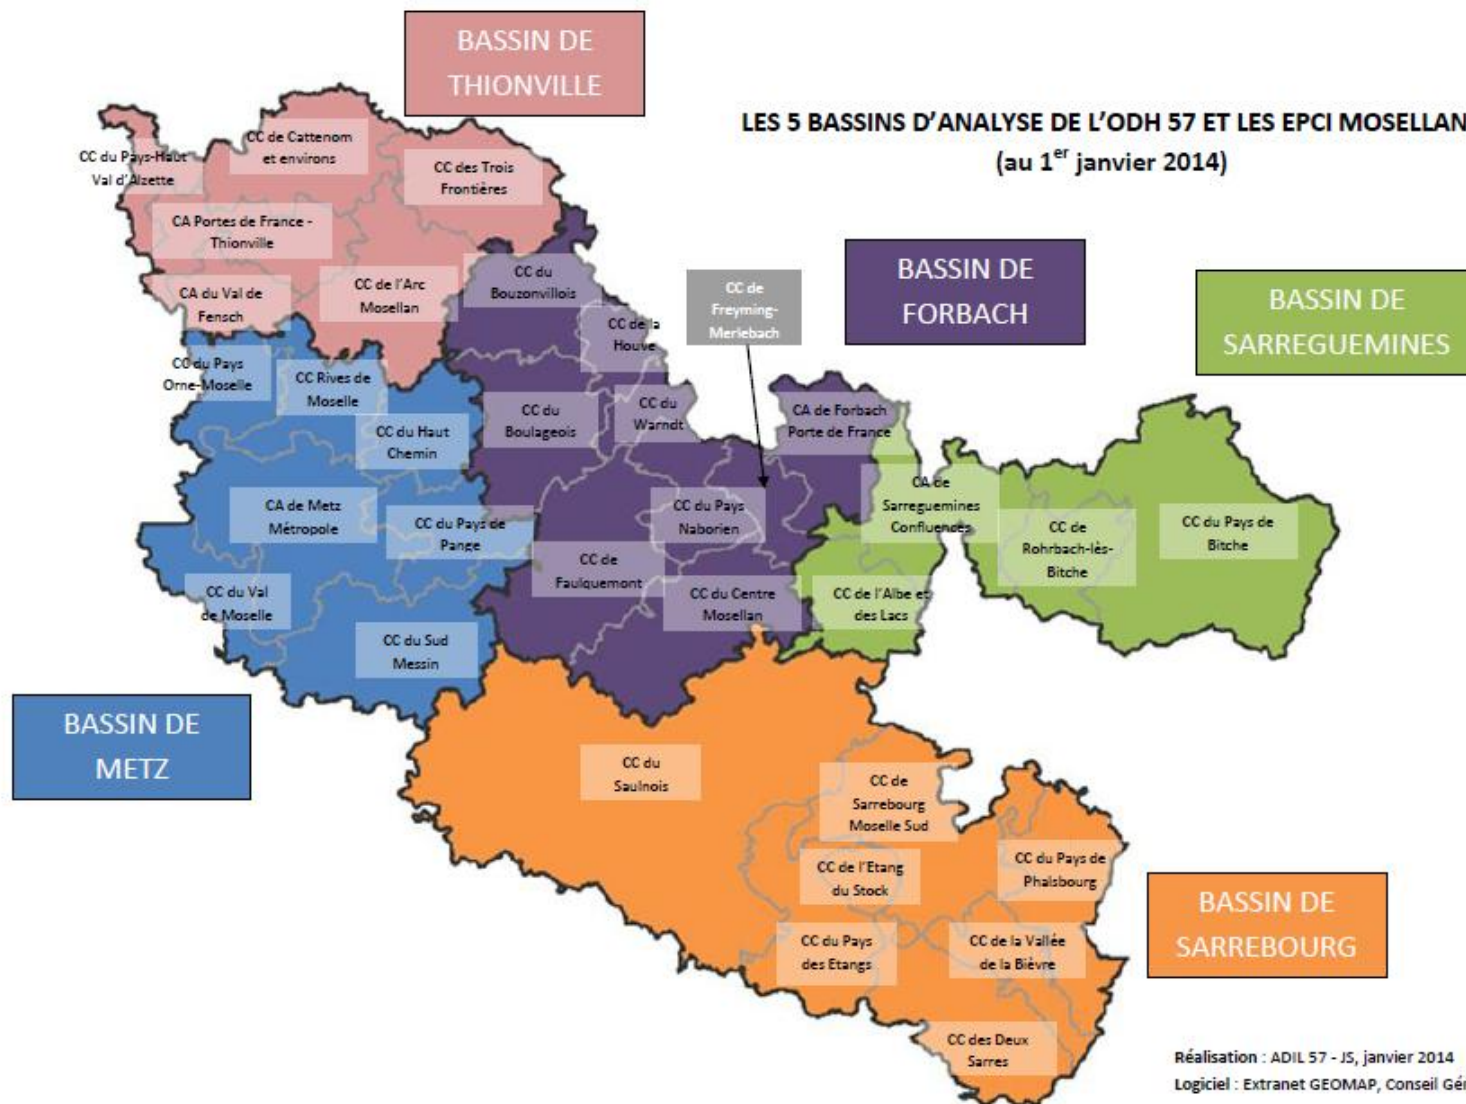 BASSIN DE
THIONVILLE
LES 5 BASSINS D'ANALYSE DE L'ODH 57 ET LES EPCI MOSELLAN
(au 1er janvier 2014)
CC du Pays-Haut
Val d'Alzette
CC de Cattenom
et environs
CC des Trois
Frontières
CA Portes de France -
Thionville
CA du Val de
Fensch
CC de l'Arc
Mosellan
CC du
Bouzonvillois
CC de la
Houve
CC de
Freyming-
Merlebach
BASSIN DE
FORBACH
BASSIN DE
SARREGUEMINES
CC du Pays
Orne-Moselle
CC Rives de
Moselle
CC du Haut
Chemin
CC du
Boulageois
CC du
Warndt
CA de Forbach
Porte de France
CA de Metz
Métropole
CC du Pays de
Pange
CC du Pays
Naborien
CA de
Sarreguemines
Confluences
CC de
Rohrbach-lès-
Bitche
CC du Pays de
Bitche
CC du Val
de Moselle
CC du Sud
Messin
CC de
Faulquemont
CC du Centre
Mosellan
CC de l'Albe et
des Lacs
BASSIN DE
METZ
CC du
Saulnois
CC de
Sarrebourg
Moselle Sud
CC de l'Etang
du Stock
CC du Pays de
Phalsbourg
CC du Pays
des Etangs
CC de la Vallée
de la Bièvre
CC des Deux
Sarres
BASSIN DE
SARREBOURG
Réalisation : ADIL 57 - JS, janvier 2014
Logiciel : Extranet GEOMAP, Conseil Gé